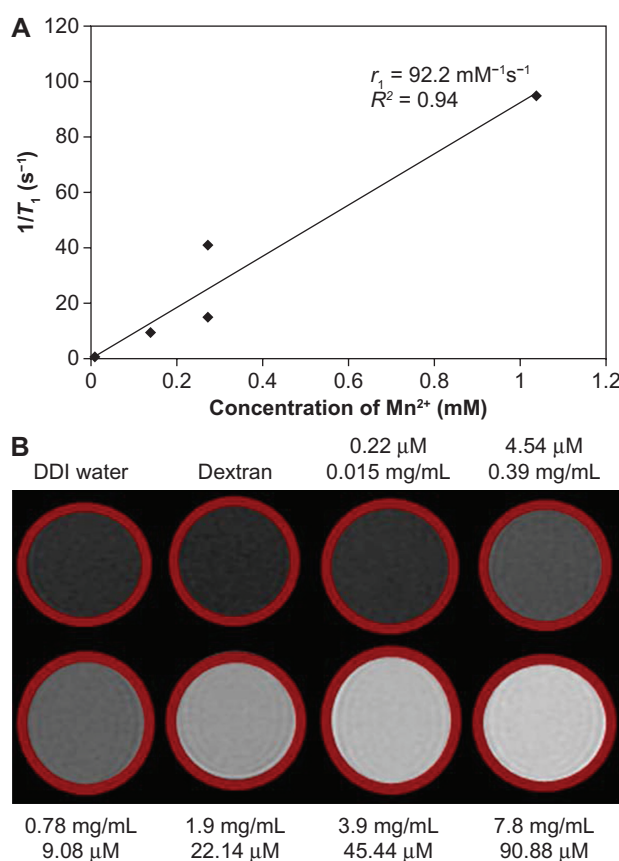 A
120
100
80
60
40
20
0
1/T₁ (s⁻¹)
r₁ = 92.2 mM⁻¹s⁻¹
R² = 0.94
0 0.2 0.4 0.6 0.8 1 1.2
Concentration of Mn²⁺ (mM)
B
0.22 μM 4.54 μM
DDI water Dextran 0.015 mg/mL 0.39 mg/mL
0.78 mg/mL 1.9 mg/mL 3.9 mg/mL 7.8 mg/mL
9.08 μM 22.14 μM 45.44 μM 90.88 μM